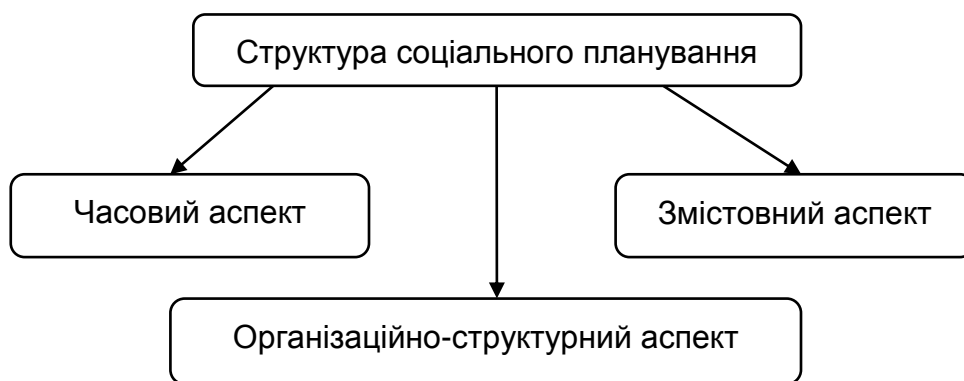 Структура соціального планування
Часовий аспект
Змістовний аспект
Організаційно-структурний аспект